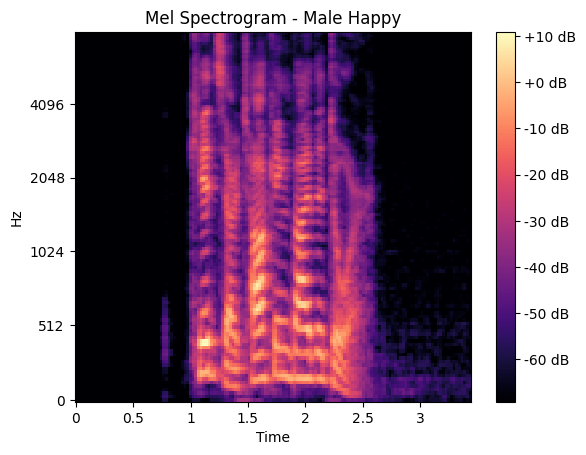 Mel Spectrogram - Male Happy
+10 dB
+0 dB
-10 dB
-20 dB
-30 dB
-40 dB
-50 dB
-60 dB
4096
2048
1024
512
0
Hz
0 0.5 1 1.5 2 2.5 3
Time